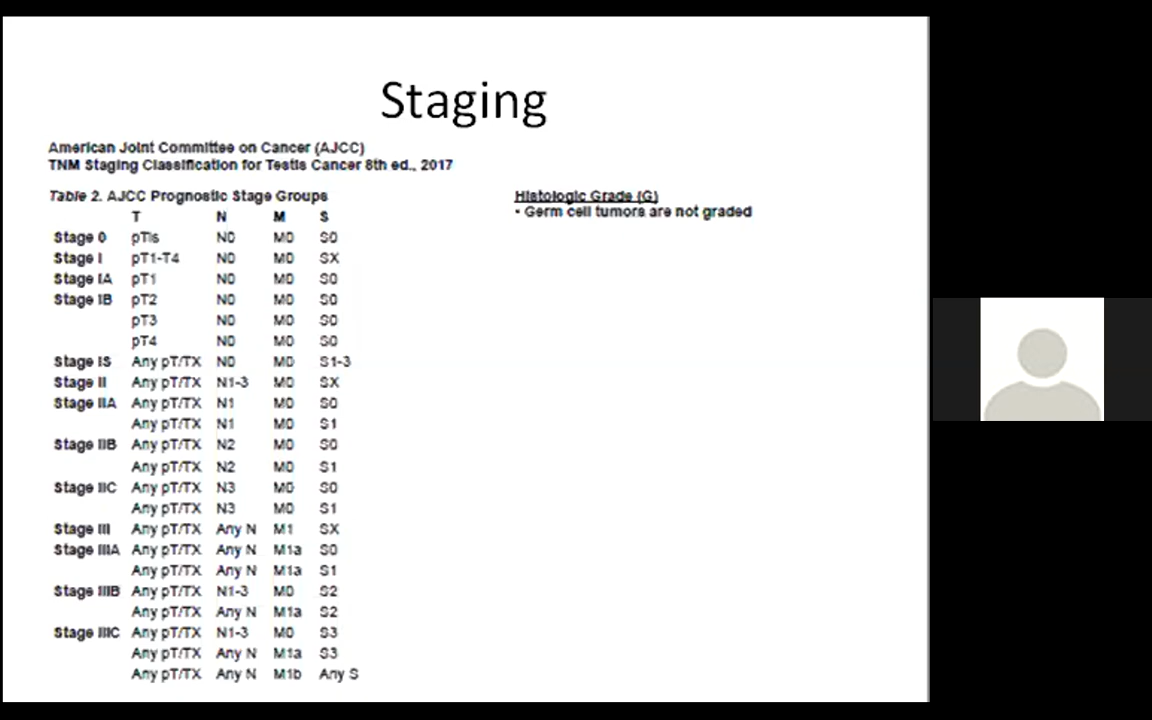 Staging
American Joint Committee on Cancer (AJCC)
TNM Staging Classification for Testis Cancer 8th ed., 2017
Table 2. AJCC Prognostic Stage Groups
T N M S
Stage 0 pTis N0 M0 S0
Stage I pT1-T4 N0 M0 SX
Stage IA pT1 N0 M0 S0
Stage IB pT2 N0 M0 S0
pT3 N0 M0 S0
pT4 N0 M0 S0
Stage IS Any pT/TX N0 M0 S1-3
Stage II Any pT/TX N1-3 M0 SX
Stage IIA Any pT/TX N1 M0 S0
Any pT/TX N1 M0 S1
Stage IIB Any pT/TX N2 M0 S0
Any pT/TX N2 M0 S1
Stage IIC Any pT/TX N3 M0 S0
Any pT/TX N3 M0 S1
Stage III Any pT/TX Any N M1 SX
Stage IIIA Any pT/TX Any N M1a S0
Any pT/TX Any N M1a S1
Stage IIIB Any pT/TX N1-3 M0 S2
Any pT/TX Any N M1a S2
Stage IIIC Any pT/TX N1-3 M0 S3
Any pT/TX Any N M1a S3
Any pT/TX Any N M1b Any S
Histologic Grade (G)
• Germ cell tumors are not graded